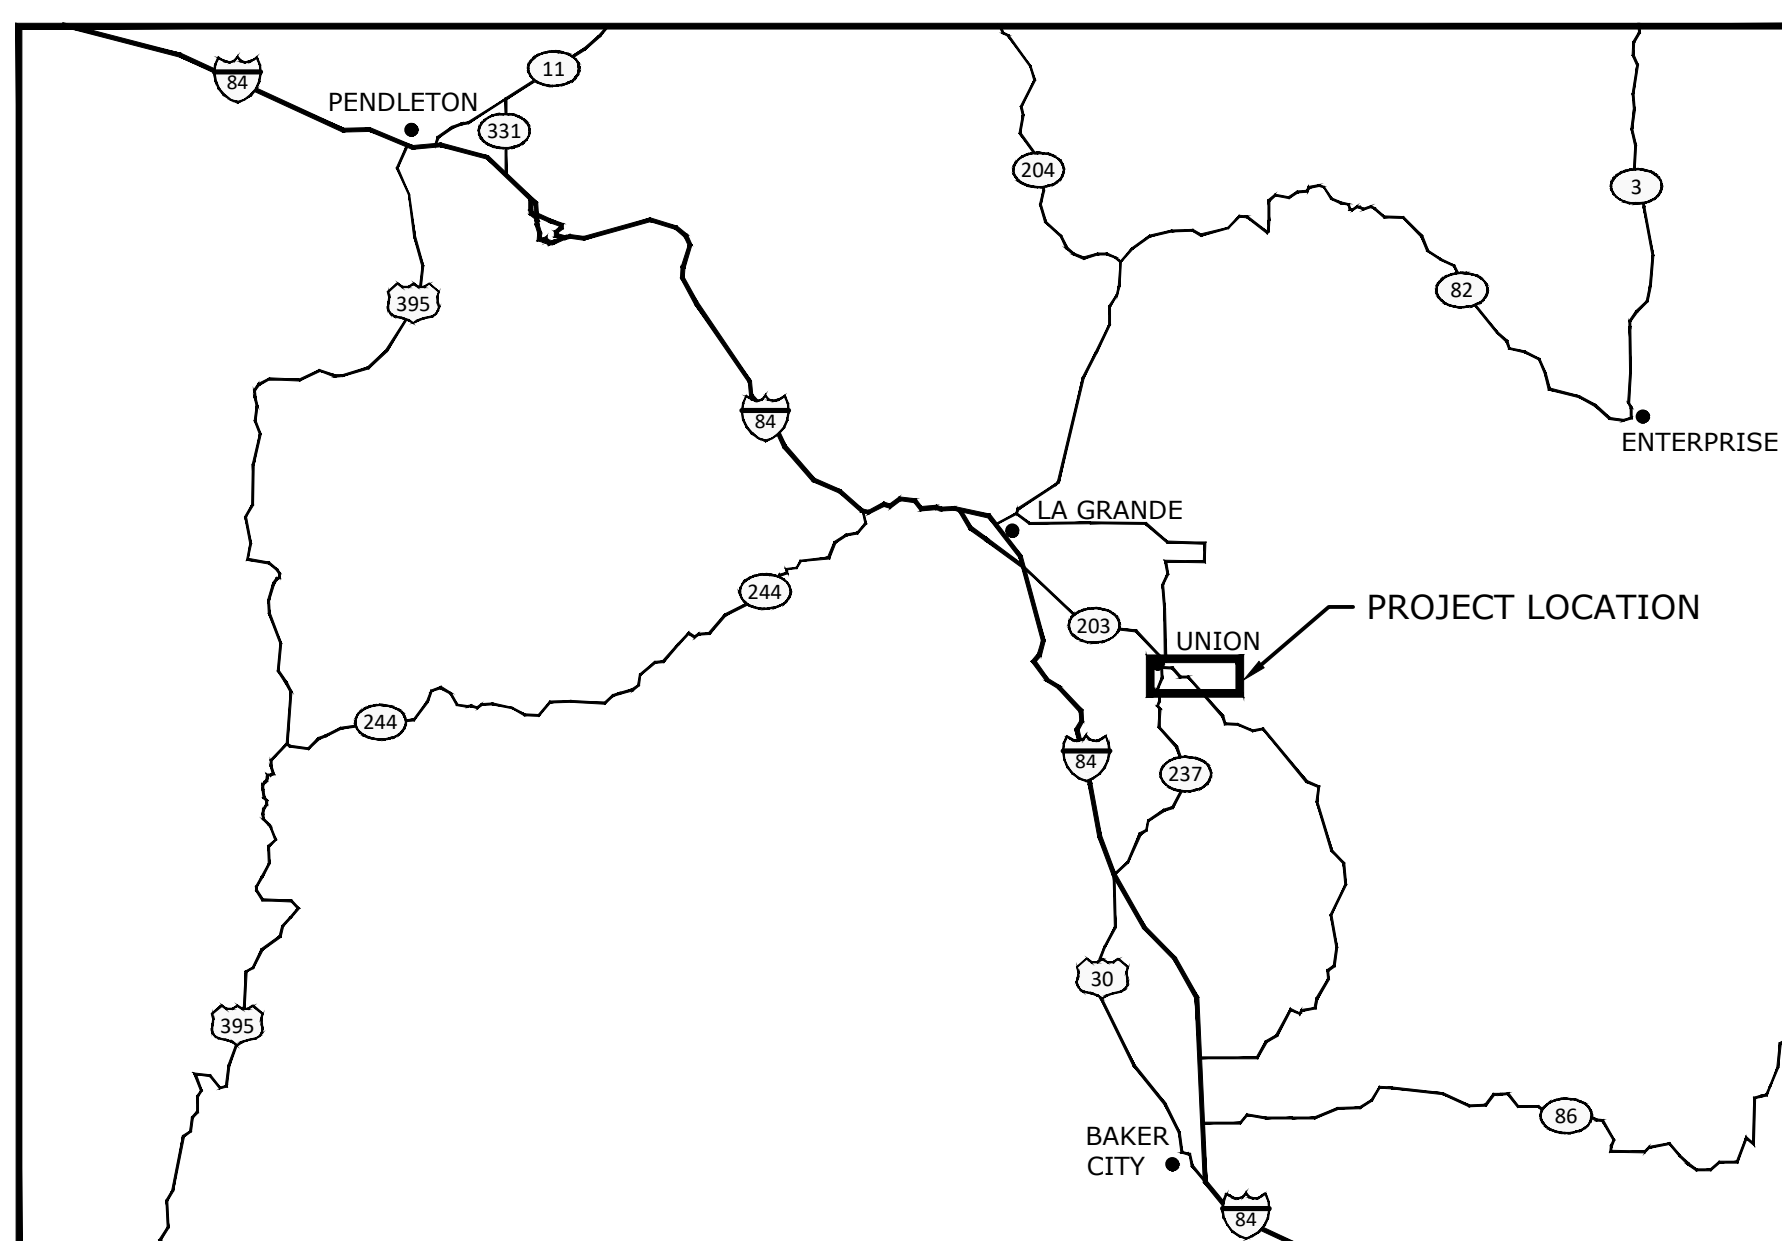 11
84
PENDLETON
331
204
3
82
395
84
ENTERPRISE
LA GRANDE
244
PROJECT LOCATION
203
UNION
244
84
237
30
395
86
BAKER
CITY
84